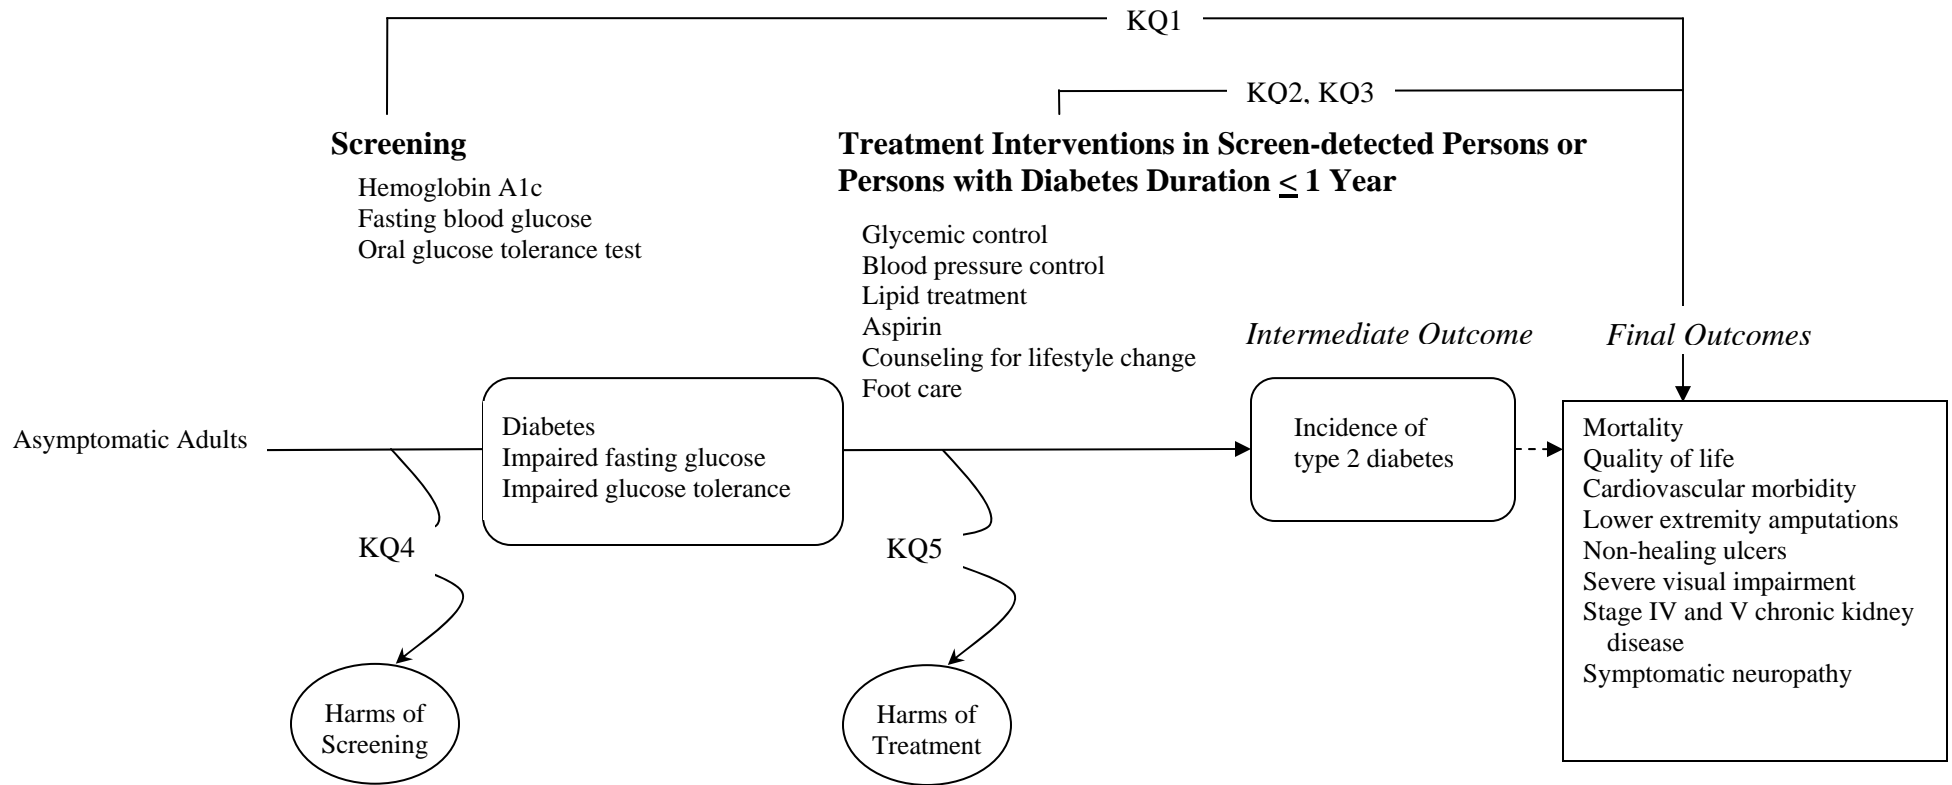 KQ1
KQ2, KQ3
Screening
Hemoglobin A1c
Fasting blood glucose
Oral glucose tolerance test
Treatment Interventions in Screen-detected Persons or
Persons with Diabetes Duration ≤ 1 Year
Glycemic control
Blood pressure control
Lipid treatment
Aspirin
Counseling for lifestyle change
Foot care
Intermediate Outcome
Final Outcomes
Asymptomatic Adults
Diabetes
Impaired fasting glucose
Impaired glucose tolerance
Incidence of
type 2 diabetes
Mortality
Quality of life
Cardiovascular morbidity
Lower extremity amputations
Non-healing ulcers
Severe visual impairment
Stage IV and V chronic kidney
disease
Symptomatic neuropathy
KQ4
KQ5
Harms of
Screening
Harms of
Treatment